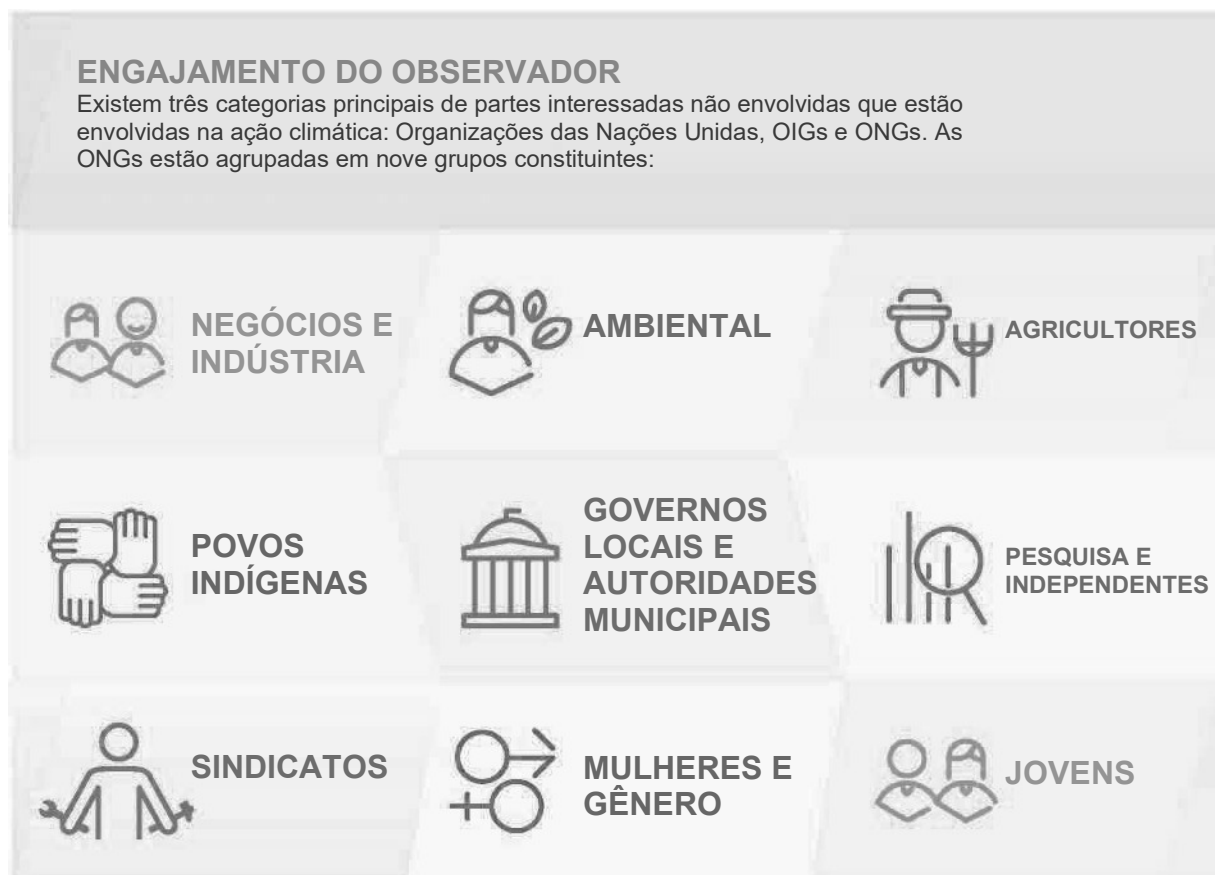 ENGAJAMENTO DO OBSERVADOR
Existem três categorias principais de partes interessadas não envolvidas que estão
envolvidas na ação climática: Organizações das Nações Unidas, OIGs e ONGs. As
ONGs estão agrupadas em nove grupos constituintes:
NEGÓCIOS E
INDÚSTRIA
AMBIENTAL
AGRICULTORES
POVOS
INDÍGENAS
GOVERNOS
LOCAIS E
AUTORIDADES
MUNICIPAIS
PESQUISA E
INDEPENDENTES
SINDICATOS
MULHERES E
GÊNERO
JOVENS